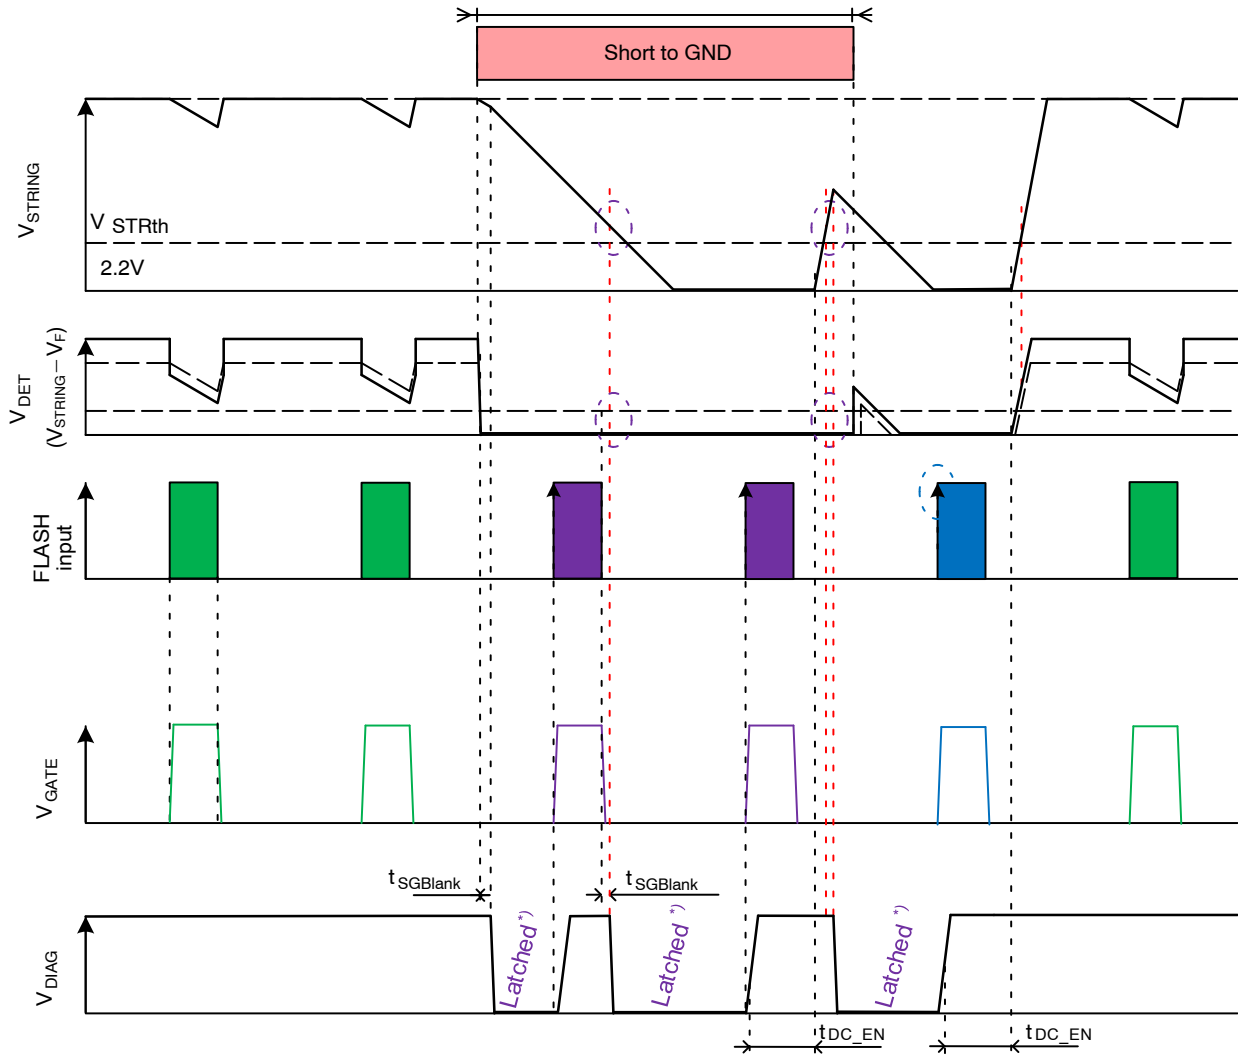 Short to GND
VSTRING
V STRth
2.2V
VDET
(VSTRING – VF)
FLASH
input
VGATE
tSGBlank
tSGBlank
VDIAG
Latched *)
Latched *)
Latched *)
tDC_EN
tDC_EN